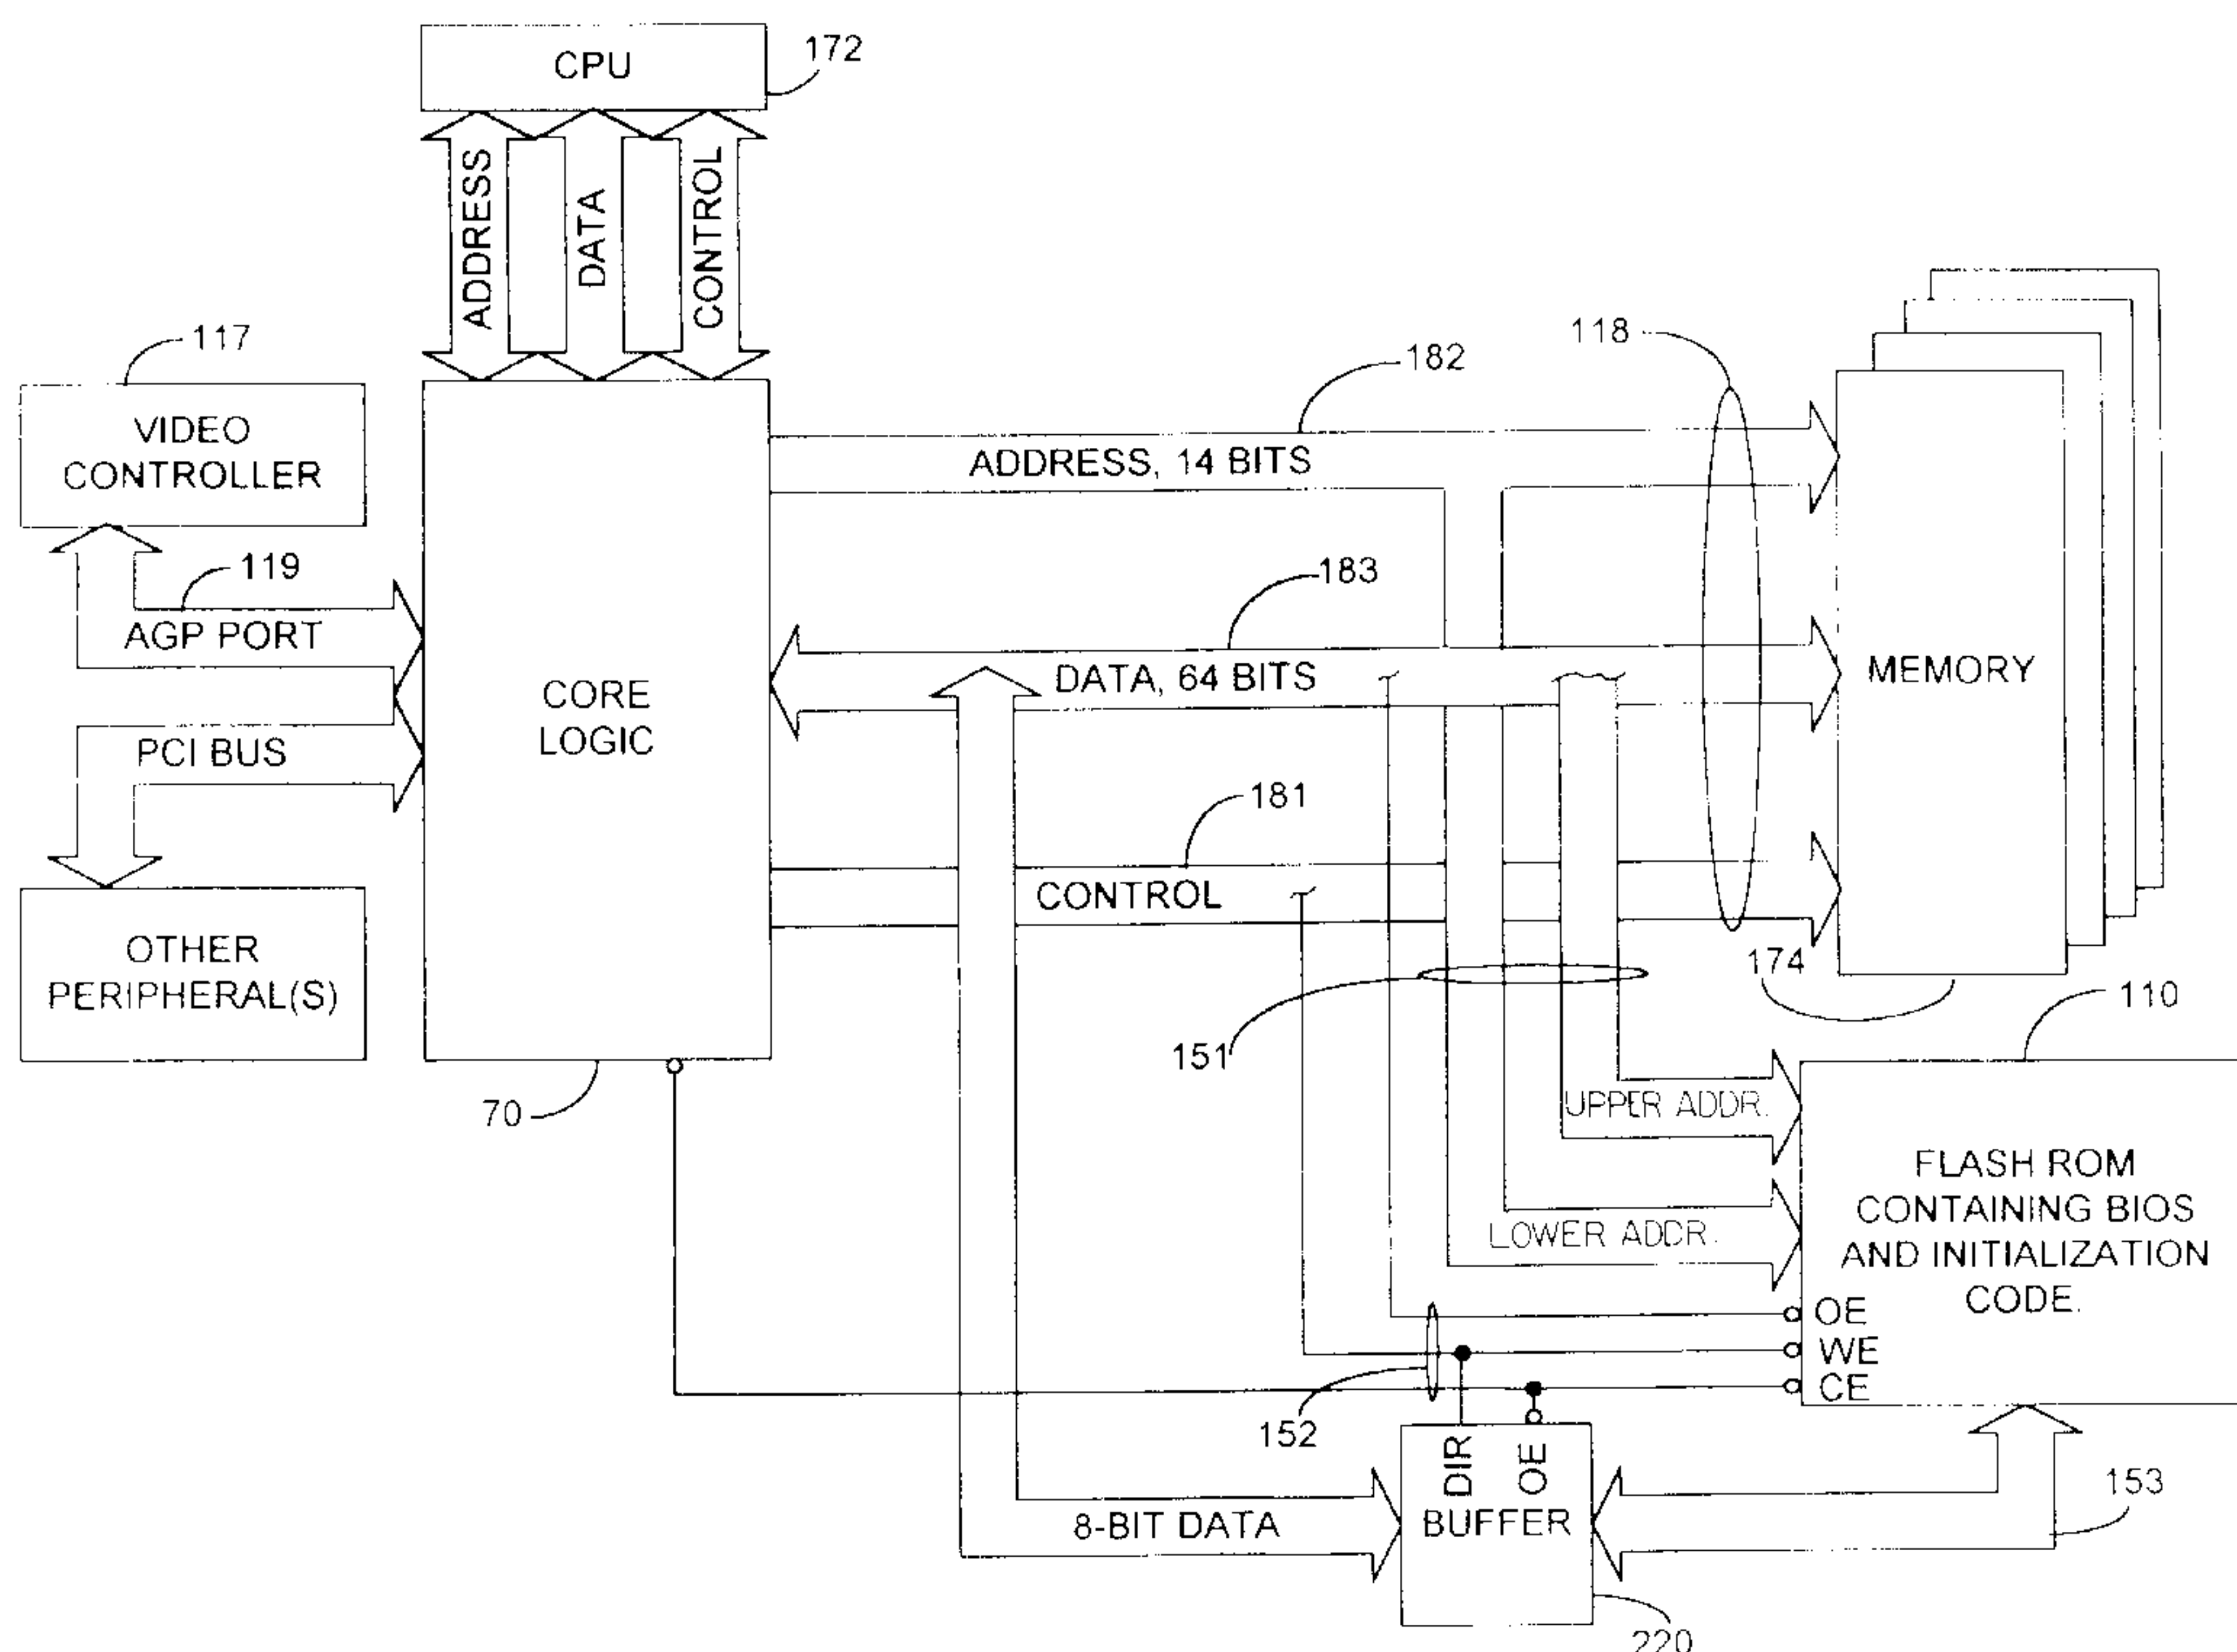 CPU
172
ADDRESS
DATA
CONTROL
117
VIDEO
CONTROLLER
119
AGP PORT
PCI BUS
OTHER
PERIPHERAL(S)
CORE
LOGIC
70
182
ADDRESS, 14 BITS
118
183
DATA, 64 BITS
181
CONTROL
MEMORY
174
151
110
UPPER ADDR.
LOWER ADDR.
FLASH ROM
CONTAINING BIOS
AND INITIALIZATION
CODE.
OE
WE
CE
152
DIR
OE
BUFFER
8-BIT DATA
153
220